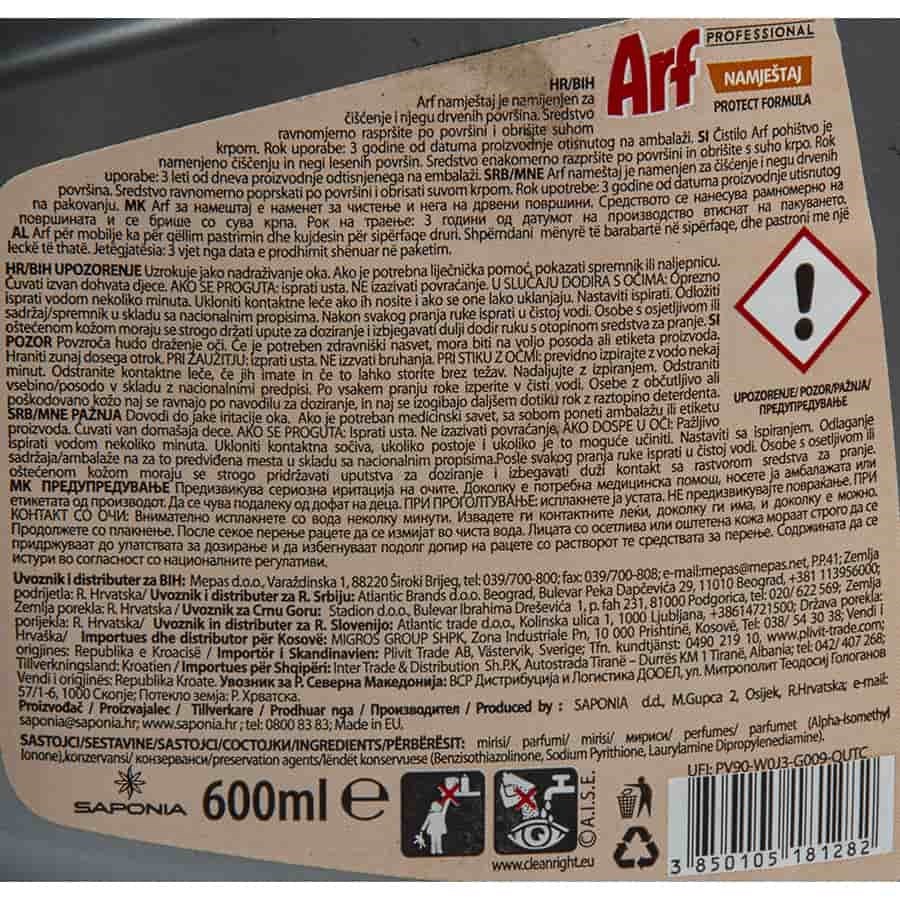 Arf PROFESSIONAL
NAMJEŠTAJ
PROTECT FORMULA
HR/BIH
Arf namještaj je namijenjen za
čišćenje i njegu drvenih površina. Sredstvo
ravnomjerno raspršite po površini i obrišite suhom
krpom. Rok uporabe: 3 godine od datuma proizvodnje otisnutog na ambalaži. SI Čistilo Arf pohištvo je
namenjeno čiščenju in negi lesenih površin. Sredstvo enakomerno razpršite po površini in obrišite s suho krpo. Rok
uporabe: 3 leti od dneva proizvodnje odtisnjenega na embalaži. SRB/MNE Arf nameštaj je namenjen za čišćenje i negu drvenih
površina. Sredstvo ravnomerno poprskati po površini i obrisati suvom krpom. Rok upotrebe: 3 godine od datuma proizvodnje utisnutog
na pakovanju. MK Arf за намештај е наменет за чистење и нега на дрвени површини. Средството се нанесува рамномерно на
површината и се брише со сува крпа. Рок на траење: 3 години од датумот на производство втиснат на пакувањето.
AL Arf për mobilje ka për qëllim pastrimin dhe kujdesin për sipërfaqe druri. Shpërndani mënyrë të barabartë në sipërfaqe, dhe pastroni me një
leckë të thatë. Jetëgjatësia: 3 vjet nga data e prodhimit shënuar në paketim.
HR/BIH UPOZORENJE Uzrokuje jako nadraživanje oka. Ako je potrebna liječnička pomoć, pokazati spremnik ili naljepnicu.
Čuvati izvan dohvata djece. AKO SE PROGUTA: isprati usta. NE izazivati povraćanje. U SLUČAJU DODIRA S OČIMA: Oprezno
isprati vodom nekoliko minuta. Ukloniti kontaktne leće ako ih nosite i ako se one lako uklanjaju. Nastaviti ispirati. Odložiti
sadržaj/spremnik u skladu sa nacionalnim propisima. Nakon svakog pranja ruke isprati u čistoj vodi. Osobe s osjetljivom ili
oštećenom kožom moraju se strogo držati upute za doziranje i izbjegavati dulji dodir ruku s otopinom sredstva za pranje. SI
POZOR Povzroča hudo draženje oči. Če je potreben zdravniški nasvet, mora biti na voljo posoda ali etiketa proizvoda.
Hraniti zunaj dosega otrok. PRI ZAUŽITJU: Izprati usta. NE izzvati bruhanja. PRI STIKU Z OČMI: previdno izpirajte z vodo nekaj
minut. Odstranite kontaktne leče, če jih imate in če to lahko storite brez težav. Nadaljujte z izpiranjem. Odstraniti
vsebino/posodo v skladu z nacionalnimi predpisi. Po vsakem pranju roke izperite v čisti vodi. Osebe z občutljivo ali
poškodovano kožo naj se ravnajo po navodilu za doziranje, in naj se izogibajo daljšem dotiku rok z raztopino deterdenta.
SRB/MNE PAŽNJA Dovodi do jake iritacije oka. Ako je potreban medicinski savet, sa sobom poneti ambalažu ili etiketu
proizvoda. Čuvati van domašaja dece. AKO SE PROGUTA: Isprati usta. Ne izazivati povraćanje, AKO DOSPE U OČI: Pažljivo
ispirati vodom nekoliko minuta. Ukloniti kontaktna sočiva, ukoliko postoje i ukoliko je to moguće učiniti. Nastaviti sa ispiranjem. Odlaganje
sadržaja/ambalaže na za to predviđena mesta u skladu sa nacionalnim propisima.Posle svakog pranja ruke isprati u čistoj vodi. Osobe s osetljivom ili
oštećenom kožom moraju se strogo pridržavati uputstva za doziranje i izbegavati duži kontakt sa rastvorom sredstva za pranje.
MK ПРЕДУПРЕДУВАЊЕ Предизвикува сериозна иритација на очите. Доколку е потребна медицинска помош, носете ја амбалажата или
етикетата од производот. Да се чува подалеку од дофат на деца. ПРИ ПРОГОЛТУВАЊЕ: исплакнете ја устата. НЕ предизвикувајте повраќање. ПРИ
КОНТАКТ СО ОЧИ: Внимателно исплакнете со вода неколку минути. Извадете ги контактните леќи, доколку ги има, и доколку е можно.
Продолжете со плакнење. После секое перење рацете да се измијат во чиста вода. Лицата со осетлива или оштетена кожа мораат строго да се
придржуваат до упатствата за дозирање и да избегнуваат подолг допир на рацете со растворот те средствата за перење. Содржината да се
истури во согласност со националните регулативи.
UPOZORENJE/ POZOR/PAŽNJA/
ПРЕДУПРЕДУВАЊЕ
Uvoznik i distributer za BIH: Mepas d.o.o., Varaždinska 1, 88220 Široki Brijeg, tel: 039/700-800; fax: 039/700-808; e-mail:mepas@mepas.net, P.P.41; Zemlja
podrijetla: R. Hrvatska/ Uvoznik i distributer za R. Srbiju: Atlantic Brands d.o.o. Beograd, Bulevar Peka Dapčevića 29, 11010 Beograd, +381 113956000;
Zemlja porekla: R. Hrvatska / Uvoznik za Crnu Goru: Stadion d.o.o., Bulevar Ibrahima Dreševića 1, p. fah 231, 81000 Podgorica, tel: 020/ 622 569; Zemlja
porijekla: R. Hrvatska / Uvoznik in distributer za R. Slovenijo: Atlantic trade d.o.o., Kolinska ulica 1, 1000 Ljubljana, +38614721500; Država porekla:
Hrvaška/ Importues dhe distributor për Kosovë: MIGROS GROUP SHPK, Zona Industriale Pn, 10 000 Prishtinë, Kosovë, Tel: 038/ 54 30 38; Vendi i
origjinës: Republika e Kroacisë / Importör i Skandinavien: Plivit Trade AB, Västervik, Sverige; Tfn. kundtjänst: 0490 219 10, www.plivit-trade.com;
Tillverkningsland: Kroatien / Importues për Shqipëri: Inter Trade & Distribution Sh.P.K, Autostrada Tiranë – Durrës KM 1 Tiranë, Albania; tel: 042/ 407 268;
Vendi i origjinës: Republika Kroate. Увозник за Р. Северна Македонија: ВСР Дистрибуција и Логистика ДООЕЛ, ул. Митрополит Теодосиј Гологанов
57/1-6, 1000 Скопје; Потекло земја: Р. Хрватска.
Proizvođač / Proizvajalec/ Tillverkare / Prodhuar nga / Производител / Produced by : SAPONIA d.d., M.Gupca 2, Osijek, R.Hrvatska; e-mail:
saponia@saponia.hr; www.saponia.hr ; tel: 0800 83 83; Made in EU.
SASTOJCI/SESTAVINE/SASTOJCI/СОСТОЈКИ/INGREDIENTS/PËRBËRËSIT: mirisi/ parfumi/ mirisi/ мириси/ perfumes/ parfumet (Alpha-Isomethyl
Ionone),konzervansi/ конзерванси/preservation agents/lëndët konservuese (Benzisothiazolinone, Sodium Pyrithione, Laurylamine Dipropylenediamine).
UFI: PV90-W0J3-G009-QUTC
SAPONIA
600ml e
© A.I.S.E.
www.cleanright.eu
3 850105 181282